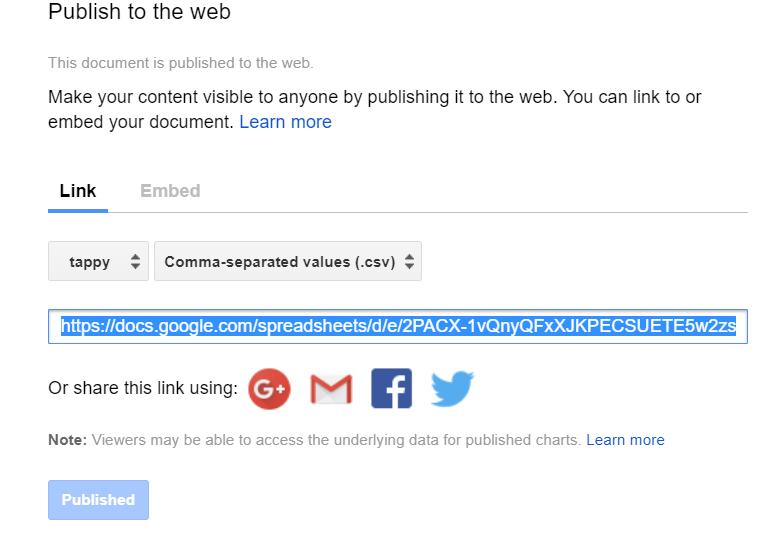 Publish to the web
This document is published to the web.
Make your content visible to anyone by publishing it to the web. You can link to or
embed your document. Learn more
Link Embed
tappy Comma-separated values (.csv)
https://docs.google.com/spreadsheets/d/e/2PACX-1vQnyQFxXJKPECSUETE5w2zs
Or share this link using: G+ M f
Note: Viewers may be able to access the underlying data for published charts. Learn more
Published